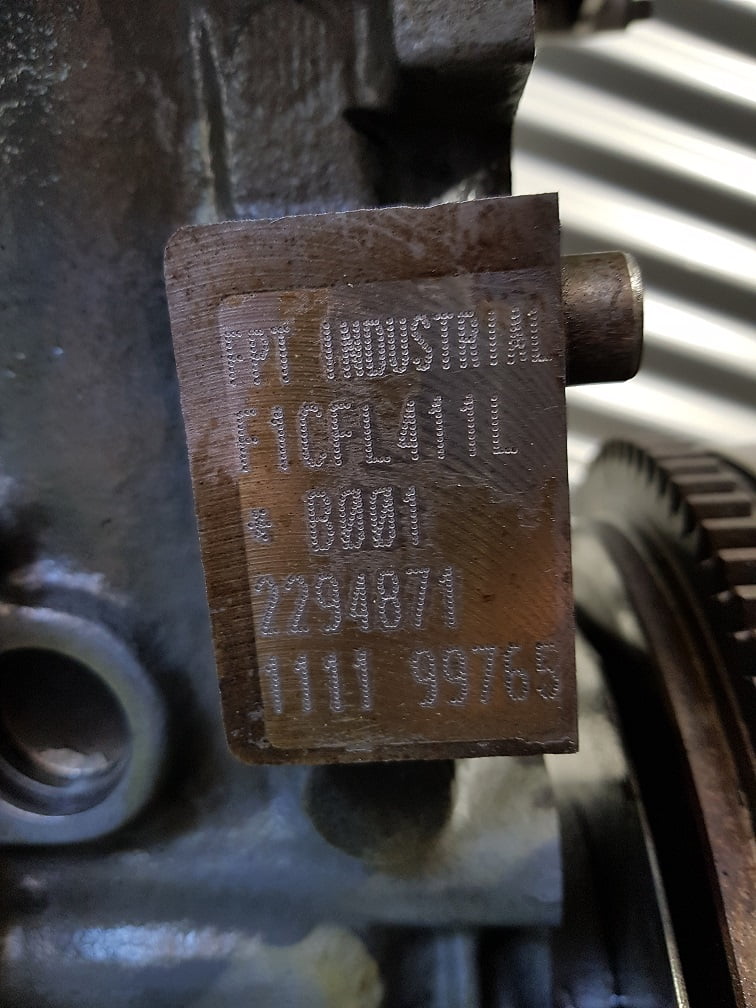 FPT INDUSTRIAL
F1CFL411L
* B001
2294871
1111 99765